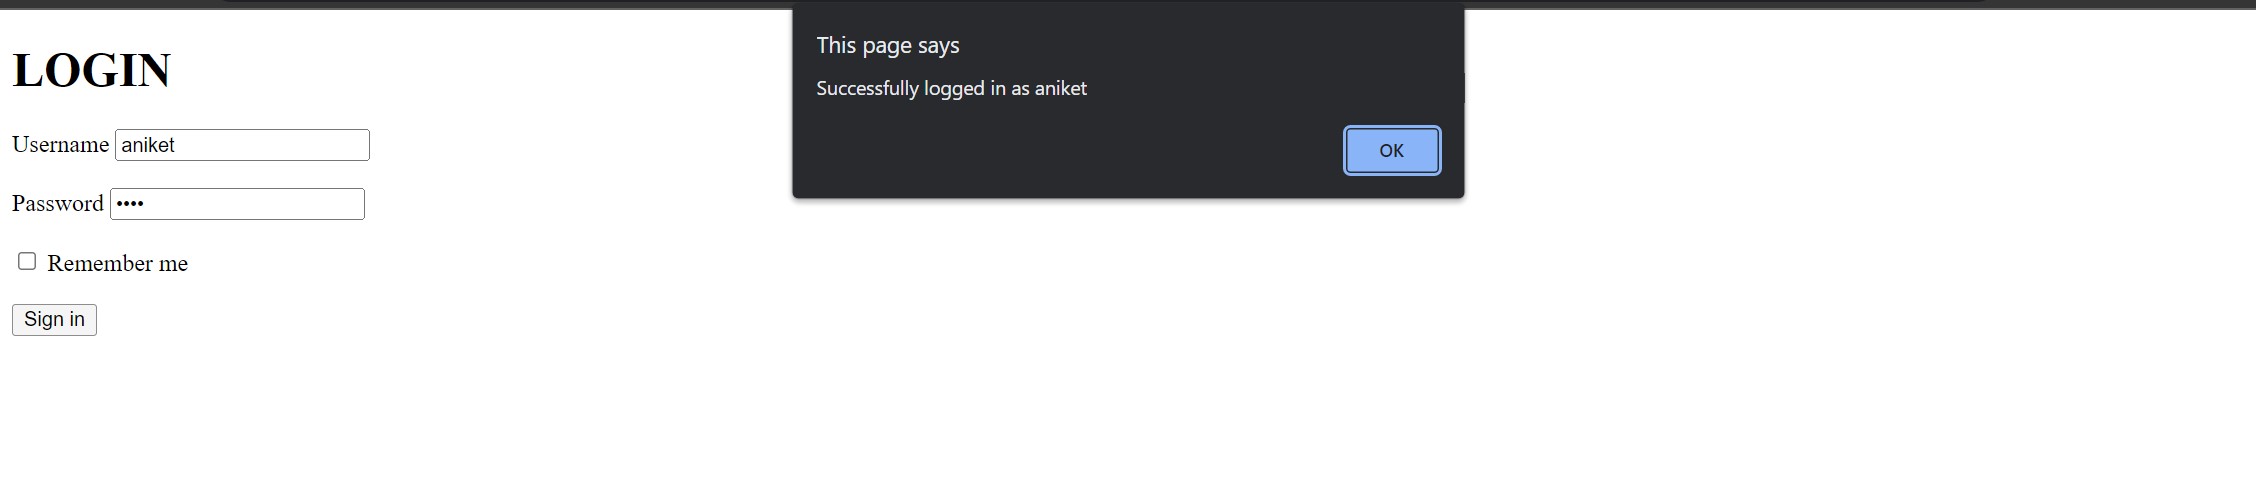 This page says
Successfully logged in as aniket
OK
LOGIN
Username aniket
Password ••••
Remember me
Sign in